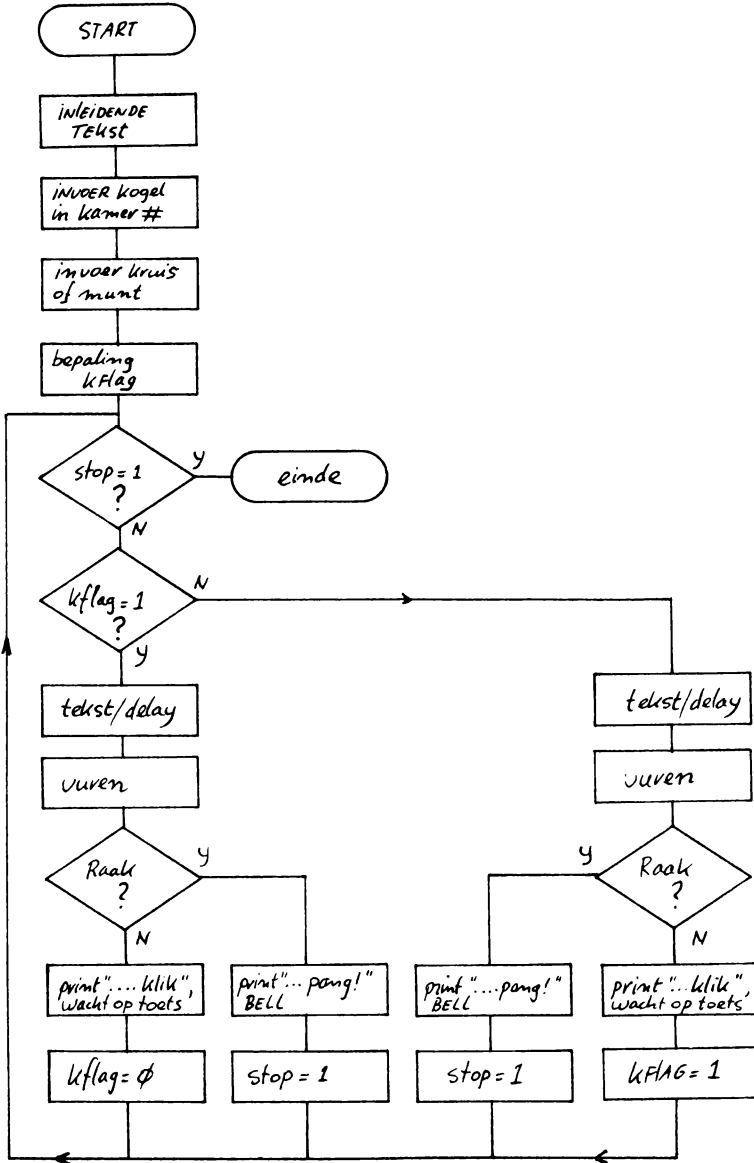 START
iNLEIDENDE
TEKSt
iNVOER kogel
in kamer #
invoer kruis
of munt
bepaling
kFlag
stop = 1
?
Y
einde
N
kflag = 1
?
N
Y
tekst/delay
tekst/delay
vuren
vuren
Raak
?
Y
Y
Raak
?
N
N
print"....klik",
wacht op toets
print"...pang!"
BELL
print"....pang!"
BELL
print"...klik",
wacht op toets
kflag = ø
stop = 1
stop = 1
kFlAG = 1